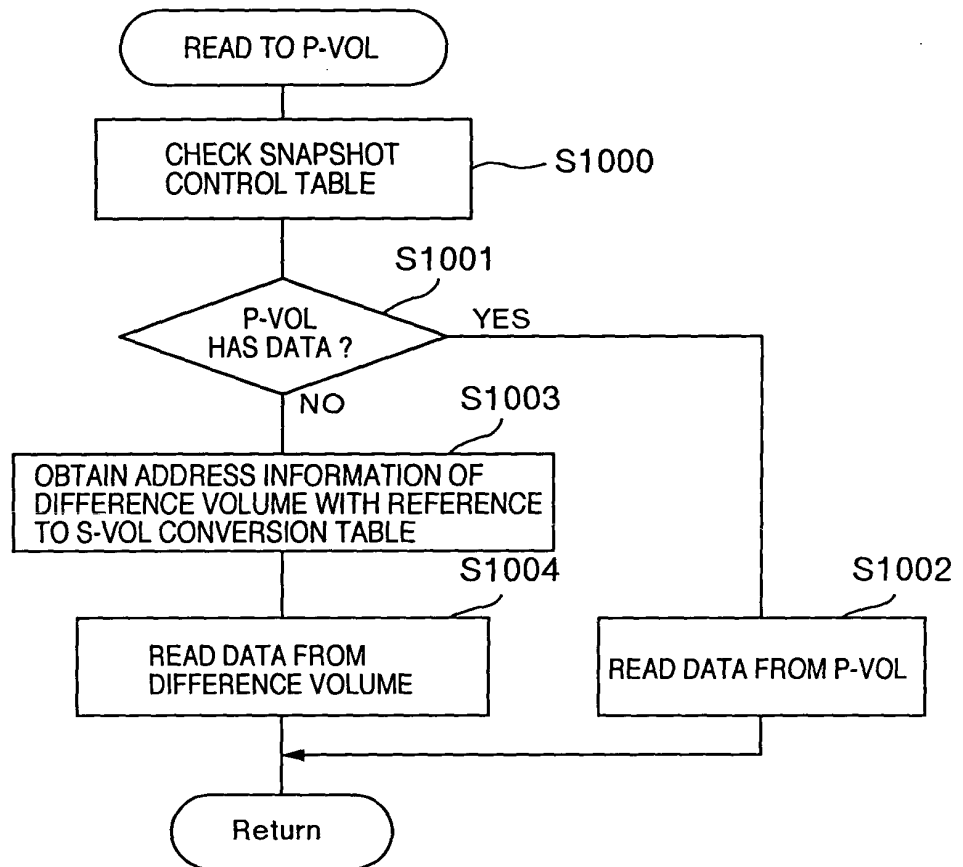 READ TO P-VOL
CHECK SNAPSHOT
CONTROL TABLE
S1000
S1001
P-VOL
HAS DATA ?
YES
NO
S1003
OBTAIN ADDRESS INFORMATION OF
DIFFERENCE VOLUME WITH REFERENCE
TO S-VOL CONVERSION TABLE
S1004
S1002
READ DATA FROM
DIFFERENCE VOLUME
READ DATA FROM P-VOL
Return